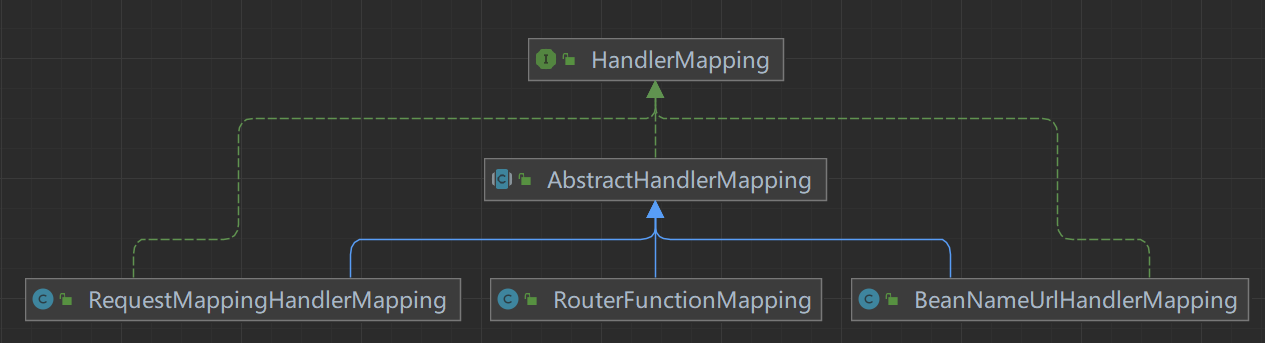 HandlerMapping
AbstractHandlerMapping
RequestMappingHandlerMapping
RouterFunctionMapping
BeanNameUrlHandlerMapping